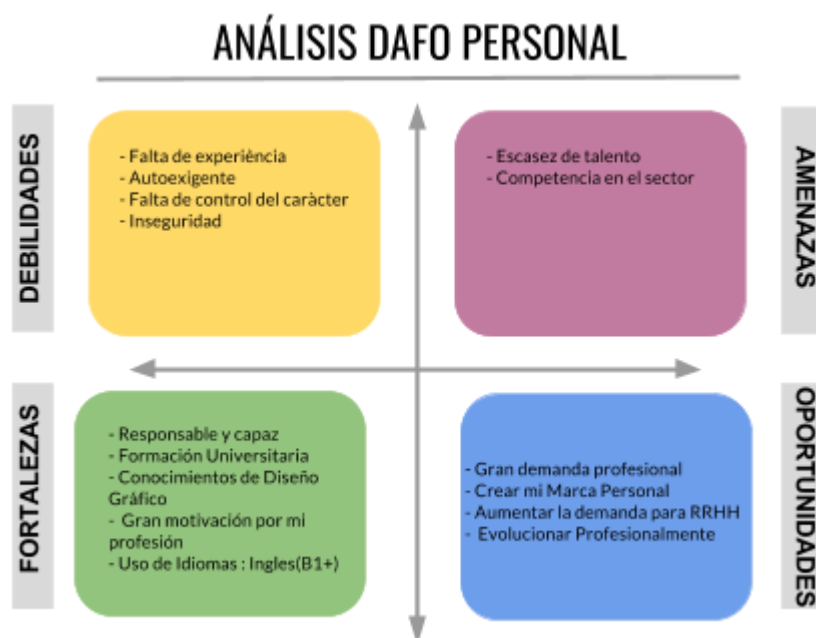 ANÁLISIS DAFO PERSONAL
DEBILIDADES
- Falta de experiència
- Autoexigente
- Falta de control del caràcter
- Inseguridad
- Escasez de talento
- Competencia en el sector
AMENAZAS
FORTALEZAS
- Responsable y capaz
- Formación Universitaria
- Conocimientos de Diseño
Gráfico
- Gran motivación por mi
profesión
- Uso de Idiomas : Ingles(B1+)
- Gran demanda profesional
- Crear mi Marca Personal
- Aumentar la demanda para RRHH
- Evolucionar Profesionalmente
OPORTUNIDADES